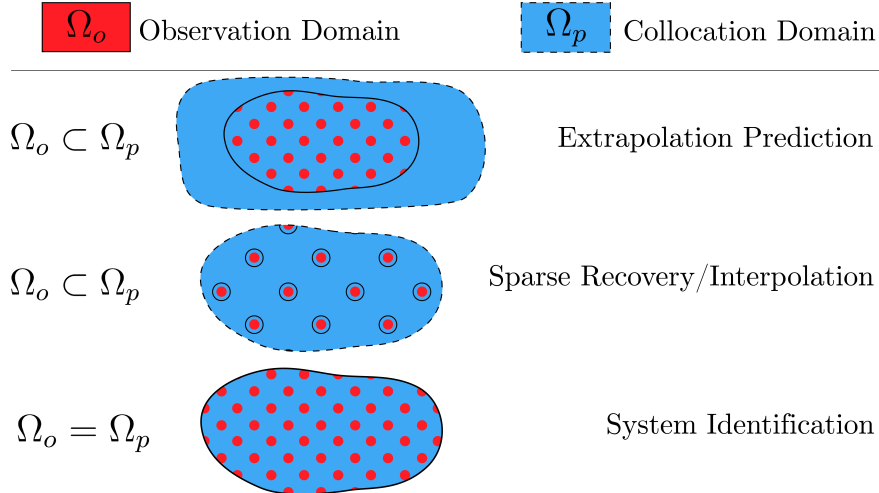 Ωₒ Observation Domain Ωₚ Collocation Domain
Ωₒ ⊂ Ωₚ Extrapolation Prediction
Ωₒ ⊂ Ωₚ Sparse Recovery/Interpolation
Ωₒ = Ωₚ System Identification